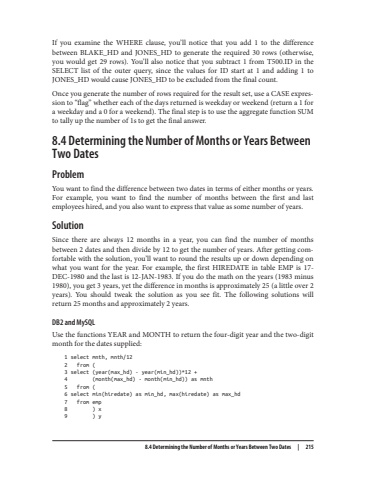 If you examine the WHERE clause, you'll notice that you add 1 to the difference
between BLAKE_HD and JONES_HD to generate the required 30 rows (otherwise,
you would get 29 rows). You'll also notice that you subtract 1 from T500.ID in the
SELECT list of the outer query, since the values for ID start at 1 and adding 1 to
JONES_HD would cause JONES_HD to be excluded from the final count.
Once you generate the number of rows required for the result set, use a CASE expres-
sion to “flag” whether each of the days returned is weekday or weekend (return a 1 for
a weekday and a 0 for a weekend). The final step is to use the aggregate function SUM
to tally up the number of 1s to get the final answer.
8.4 Determining the Number of Months or Years Between
Two Dates
Problem
You want to find the difference between two dates in terms of either months or years.
For example, you want to find the number of months between the first and last
employees hired, and you also want to express that value as some number of years.
Solution
Since there are always 12 months in a year, you can find the number of months
between 2 dates and then divide by 12 to get the number of years. After getting com-
fortable with the solution, you'll want to round the results up or down depending on
what you want for the year. For example, the first HIREDATE in table EMP is 17-
DEC-1980 and the last is 12-JAN-1983. If you do the math on the years (1983 minus
1980), you get 3 years, yet the difference in months is approximately 25 (a little over 2
years). You should tweak the solution as you see fit. The following solutions will
return 25 months and approximately 2 years.
DB2 and MySQL
Use the functions YEAR and MONTH to return the four-digit year and the two-digit
month for the dates supplied:
1 select mnth, mnth/12
2 from (
3 select (year(max_hd) - year(min_hd))*12 +
4 (month(max_hd) - month(min_hd)) as mnth
5 from (
6 select min(hiredate) as min_hd, max(hiredate) as max_hd
7 from emp
8 ) x
9 ) y
8.4 Determining the Number of Months or Years Between Two Dates | 215